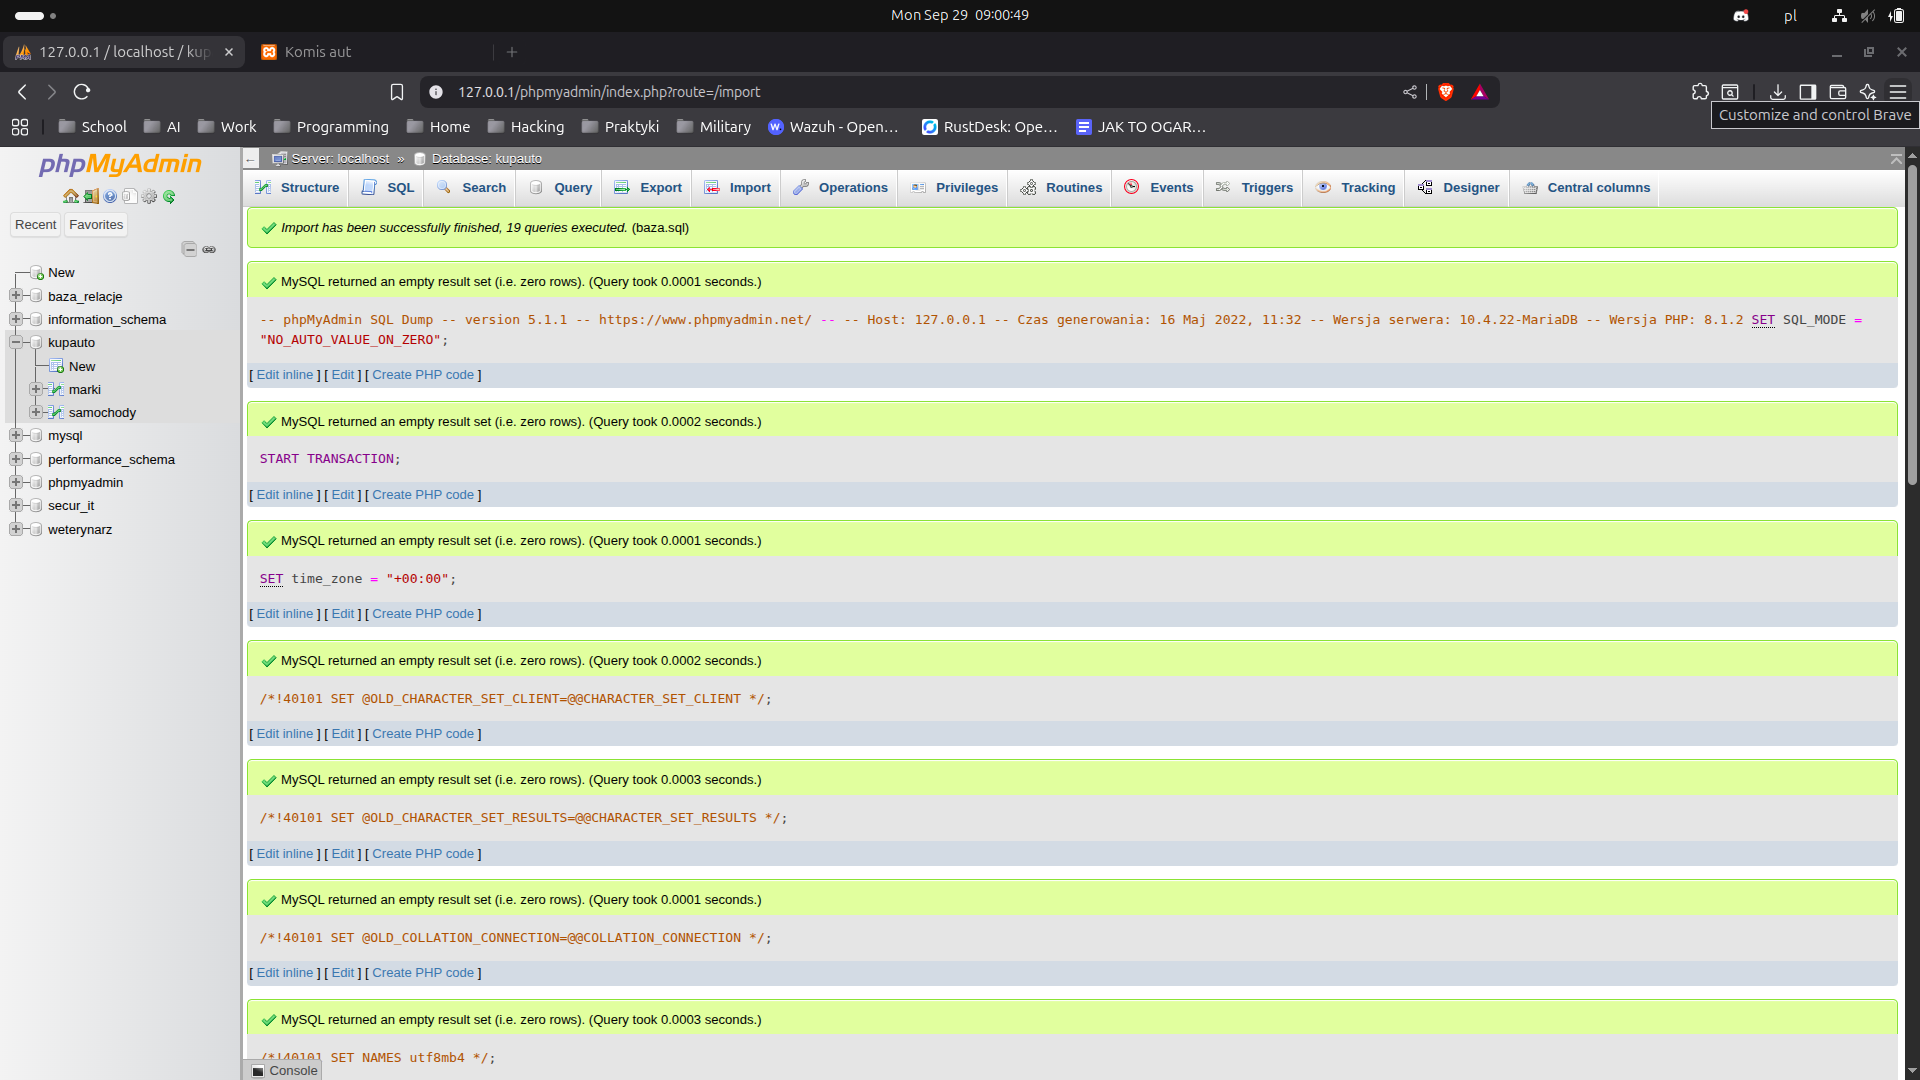 Mon Sep 29 09:00:49
pl
127.0.0.1 / localhost / kup
Komis aut
127.0.0.1/phpmyadmin/index.php?route=/import
School
AI
Work
Programming
Home
Hacking
Praktyki
Military
Wazuh - Open…
RustDesk: Ope…
JAK TO OGAR…
Customize and control Brave
phpMyAdmin
Recent
Favorites
New
baza_relacje
information_schema
kupauto
New
marki
samochody
mysql
performance_schema
phpmyadmin
secur_it
weterynarz
Server: localhost » Database: kupauto
Structure
SQL
Search
Query
Export
Import
Operations
Privileges
Routines
Events
Triggers
Tracking
Designer
Central columns
Import has been successfully finished, 19 queries executed. (baza.sql)
MySQL returned an empty result set (i.e. zero rows). (Query took 0.0001 seconds.)
-- phpMyAdmin SQL Dump -- version 5.1.1 -- https://www.phpmyadmin.net/ -- -- Host: 127.0.0.1 -- Czas generowania: 16 Maj 2022, 11:32 -- Wersja serwera: 10.4.22-MariaDB -- Wersja PHP: 8.1.2 SET SQL_MODE =
"NO_AUTO_VALUE_ON_ZERO";
[ Edit inline ] [ Edit ] [ Create PHP code ]
MySQL returned an empty result set (i.e. zero rows). (Query took 0.0002 seconds.)
START TRANSACTION;
[ Edit inline ] [ Edit ] [ Create PHP code ]
MySQL returned an empty result set (i.e. zero rows). (Query took 0.0001 seconds.)
SET time_zone = "+00:00";
[ Edit inline ] [ Edit ] [ Create PHP code ]
MySQL returned an empty result set (i.e. zero rows). (Query took 0.0002 seconds.)
/*!40101 SET @OLD_CHARACTER_SET_CLIENT=@@CHARACTER_SET_CLIENT */;
[ Edit inline ] [ Edit ] [ Create PHP code ]
MySQL returned an empty result set (i.e. zero rows). (Query took 0.0003 seconds.)
/*!40101 SET @OLD_CHARACTER_SET_RESULTS=@@CHARACTER_SET_RESULTS */;
[ Edit inline ] [ Edit ] [ Create PHP code ]
MySQL returned an empty result set (i.e. zero rows). (Query took 0.0001 seconds.)
/*!40101 SET @OLD_COLLATION_CONNECTION=@@COLLATION_CONNECTION */;
[ Edit inline ] [ Edit ] [ Create PHP code ]
MySQL returned an empty result set (i.e. zero rows). (Query took 0.0003 seconds.)
/*!40101 SET NAMES utf8mb4 */;
Console